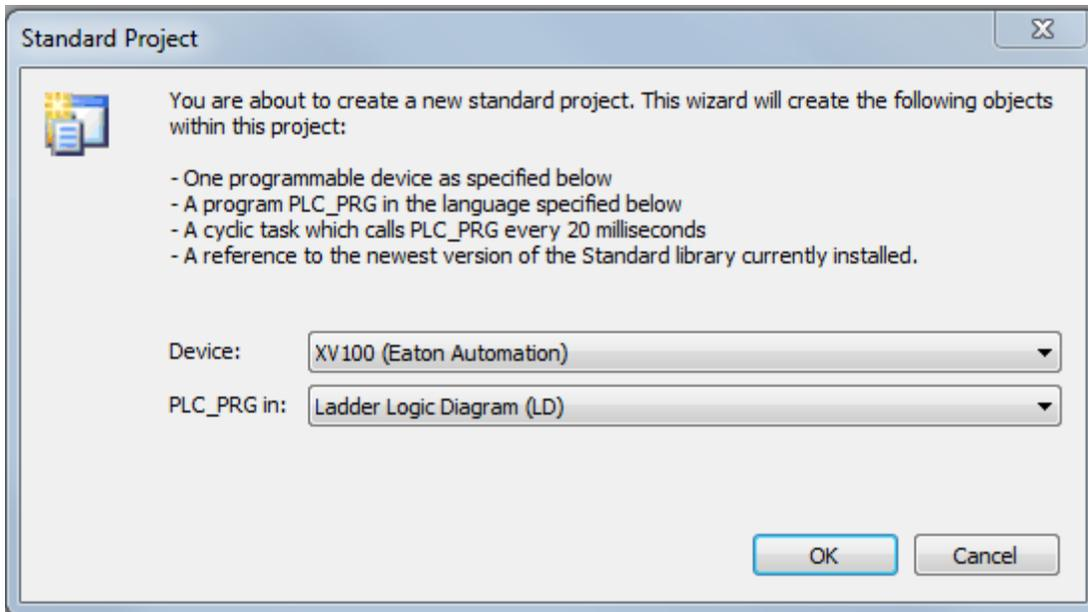 Standard Project
You are about to create a new standard project. This wizard will create the following objects
within this project:
- One programmable device as specified below
- A program PLC_PRG in the language specified below
- A cyclic task which calls PLC_PRG every 20 milliseconds
- A reference to the newest version of the Standard library currently installed.
Device: XV100 (Eaton Automation)
PLC_PRG in: Ladder Logic Diagram (LD)
OK Cancel